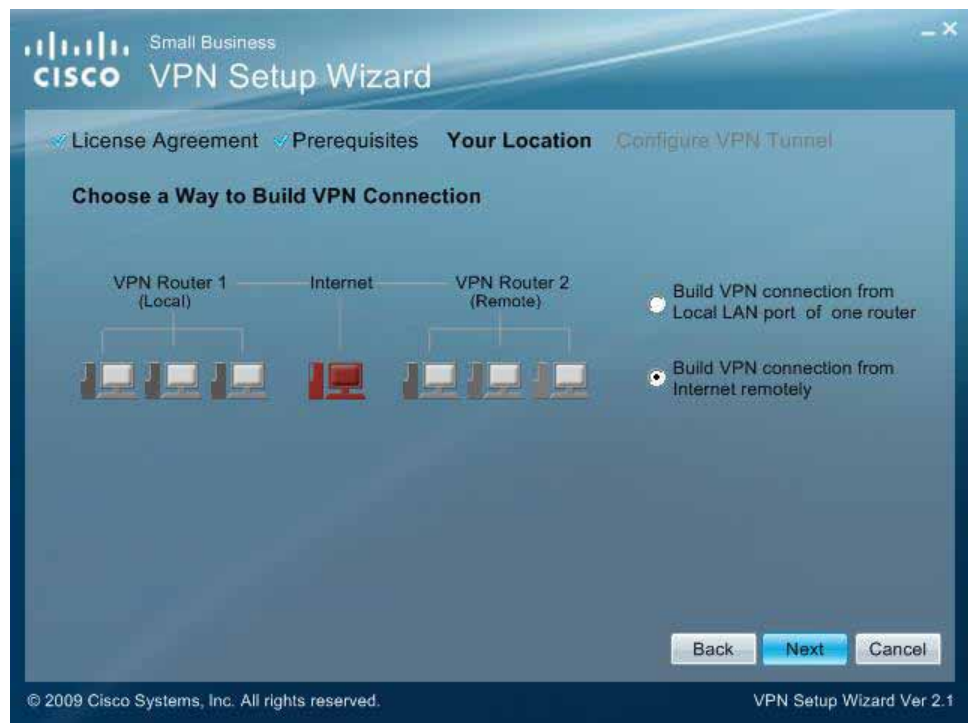 Small Business
CISCO VPN Setup Wizard
License Agreement Prerequisites Your Location Configure VPN Tunnel
Choose a Way to Build VPN Connection
VPN Router 1
(Local)
Internet
VPN Router 2
(Remote)
Build VPN connection from
Local LAN port of one router
Build VPN connection from
Internet remotely
Back Next Cancel
© 2009 Cisco Systems, Inc. All rights reserved.
VPN Setup Wizard Ver 2.1